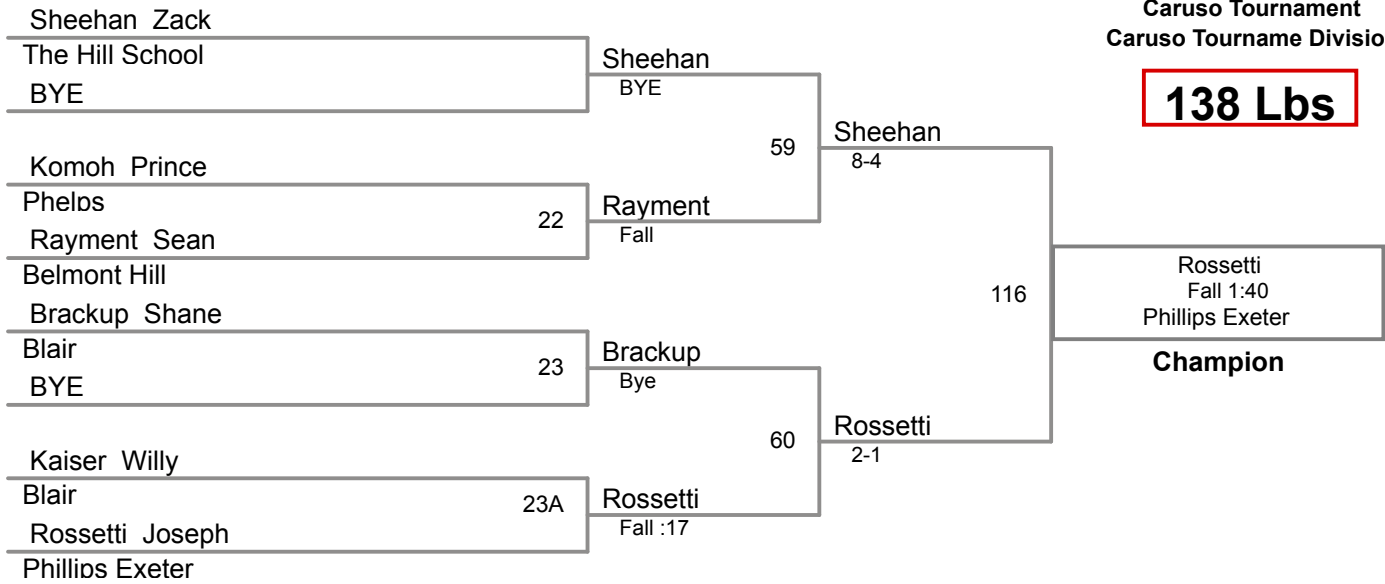 Caruso Tournament
Caruso Tourname Divisio
138 Lbs
Sheehan Zack
The Hill School
BYE
Komoh Prince
Phelps
Rayment Sean
Belmont Hill
Brackup Shane
Blair
BYE
Kaiser Willy
Blair
Rossetti Joseph
Phillips Exeter
22
23
23A
Sheehan
BYE
Rayment
Fall
Brackup
Bye
Rossetti
Fall :17
59
60
Sheehan
8-4
Rossetti
2-1
116
Rossetti
Fall 1:40
Phillips Exeter
Champion